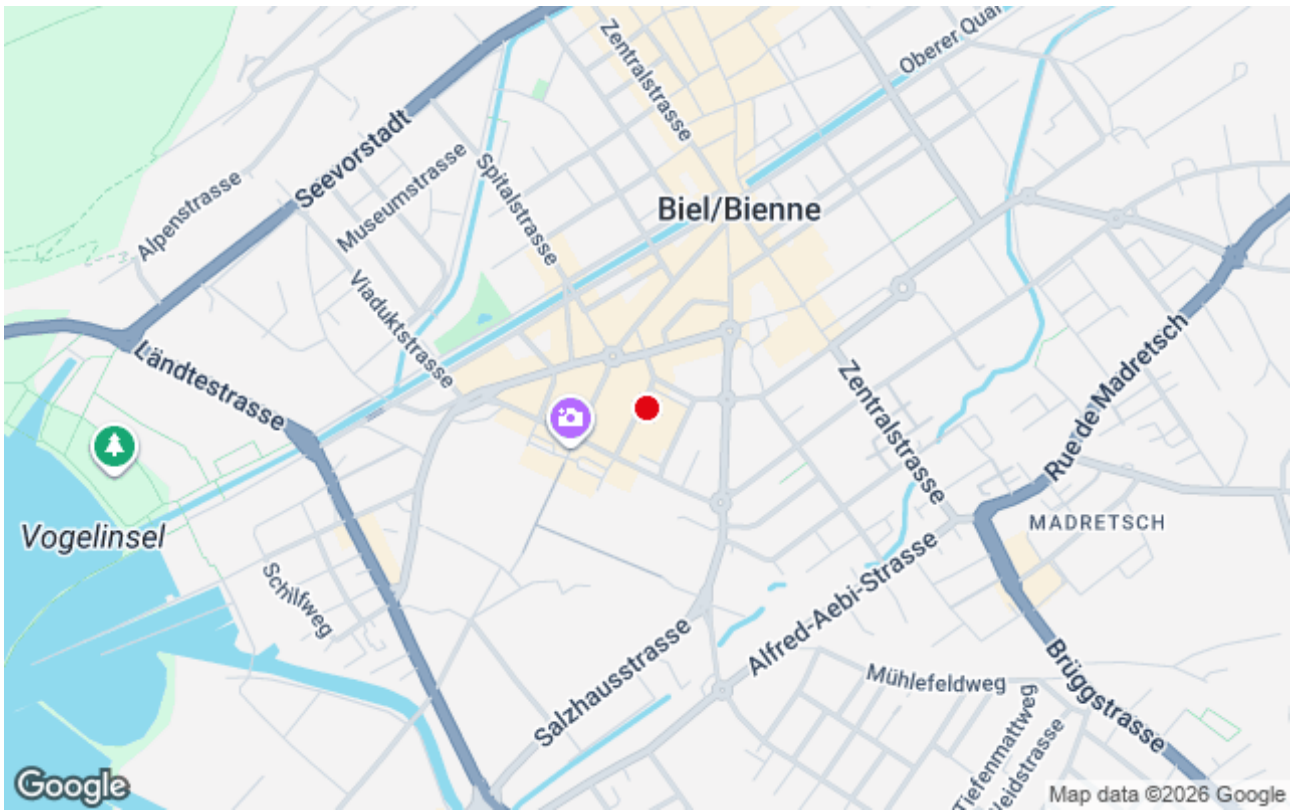 Zentralstrasse
Oberer Quai
Seevorstadt
Museumstrasse
Spitalstrasse
Alpenstrasse
Biel/Bienne
Viaduktstrasse
Ländtestrasse
Zentralstrasse
Rue de Madretsch
Vogelinsel
MADRETSCH
Schilfweg
Alfred-Aebi-Strasse
Salzhausstrasse
Mühlefeldweg
Brüggstrasse
Tiefenmattweg
Google
Map data ©2026 Google